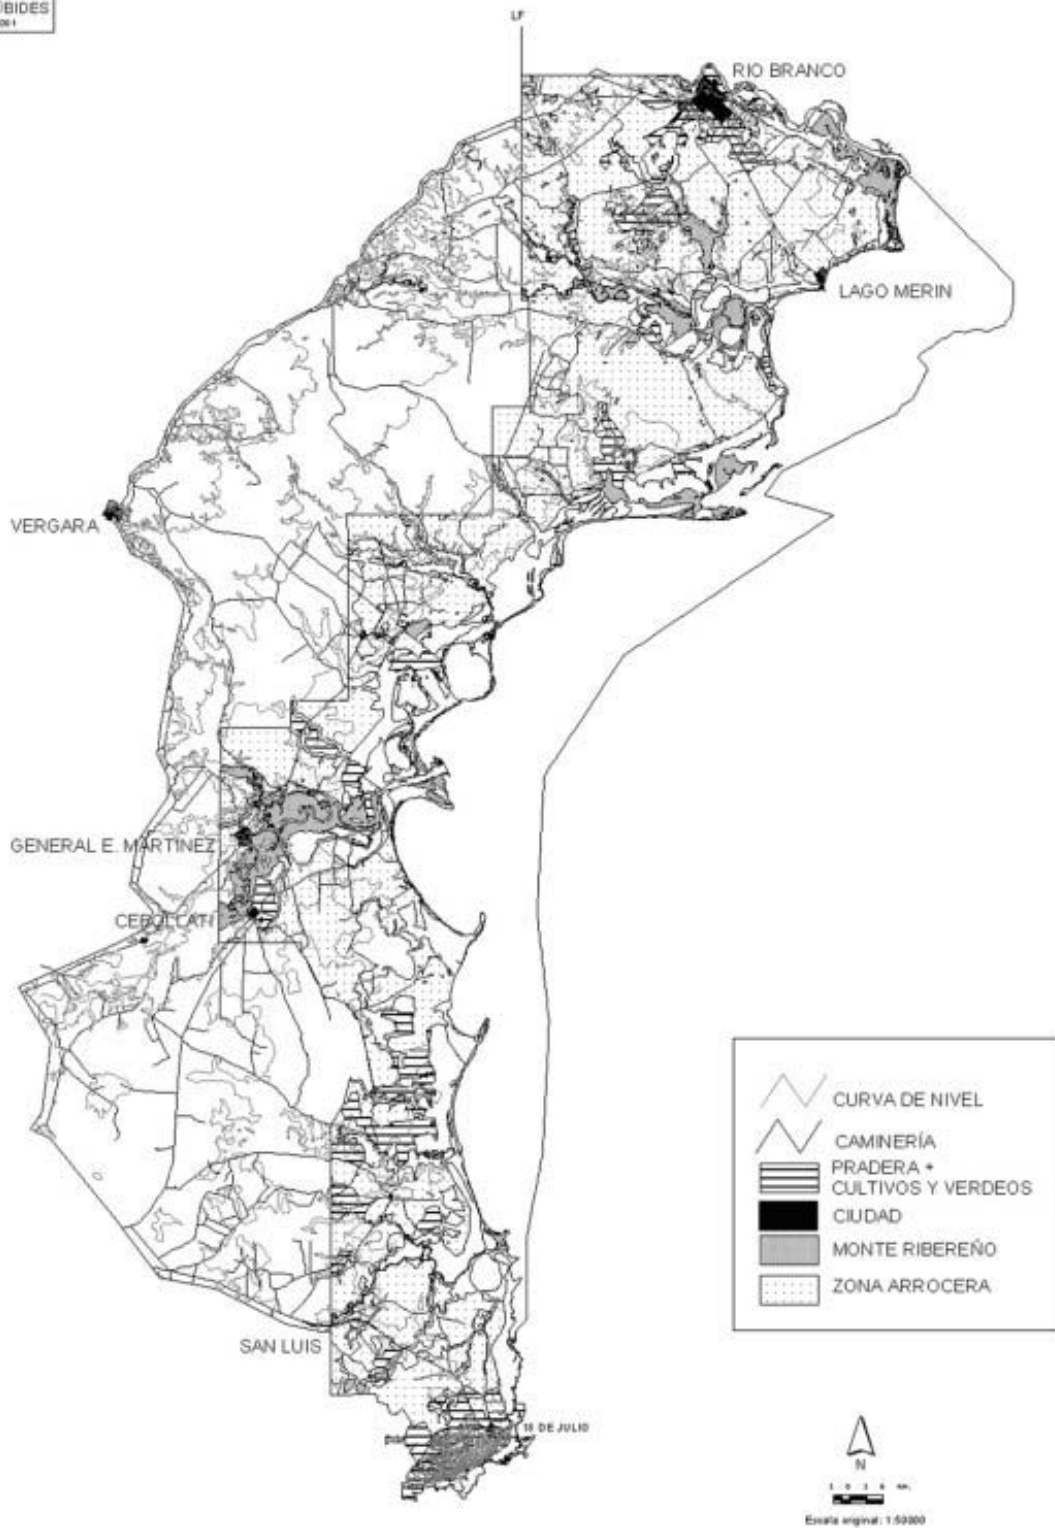 LF
RIO BRANCO
LAGO MERIN
VERGARA
GENERAL E. MARTINEZ
CEBOLLATI
SAN LUIS
18 DE JULIO
CURVA DE NIVEL
CAMINERÍA
PRADERA +
CULTIVOS Y VERDEOS
CIUDAD
MONTE RIBEREÑO
ZONA ARROCERA
N
Escala original: 1:50000